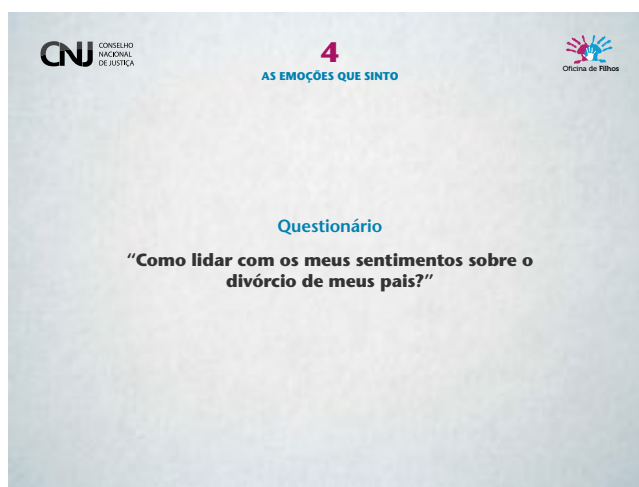 CNJ
CONSELHO
NACIONAL
DE JUSTIÇA
4
AS EMOÇÕES QUE SINTO
Oficina de Filhos
Questionário
“Como lidar com os meus sentimentos sobre o
divórcio de meus pais?”